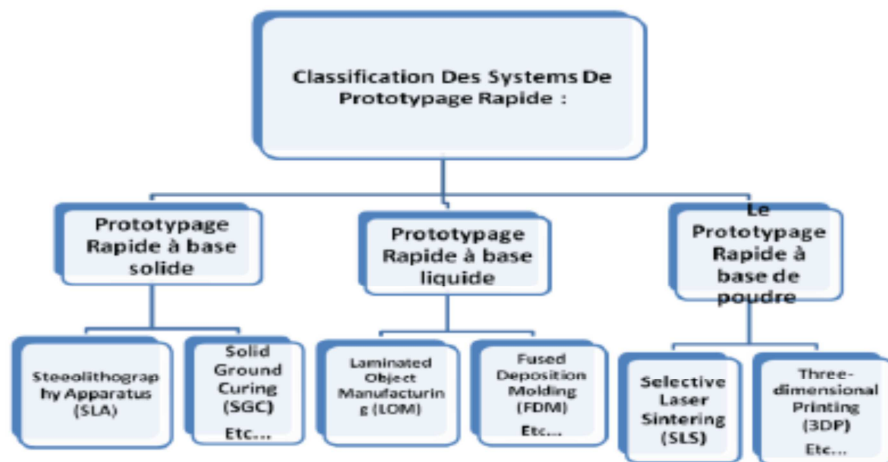 Classification Des Systems De
Prototypage Rapide :
Prototypage
Rapide à base
solide
Prototypage
Rapide à base
liquide
Le
Prototypage
Rapide à
base de
poudre
Steeolithograp
hy Apparatus
(SLA)
Solid
Ground
Curing
(SGC)
Etc...
Laminated
Object
Manufacturin
g (LOM)
Fused
Deposition
Molding
(FDM)
Etc...
Selective
Laser
Sintering
(SLS)
Three-
dimensional
Printing
(3DP)
Etc...